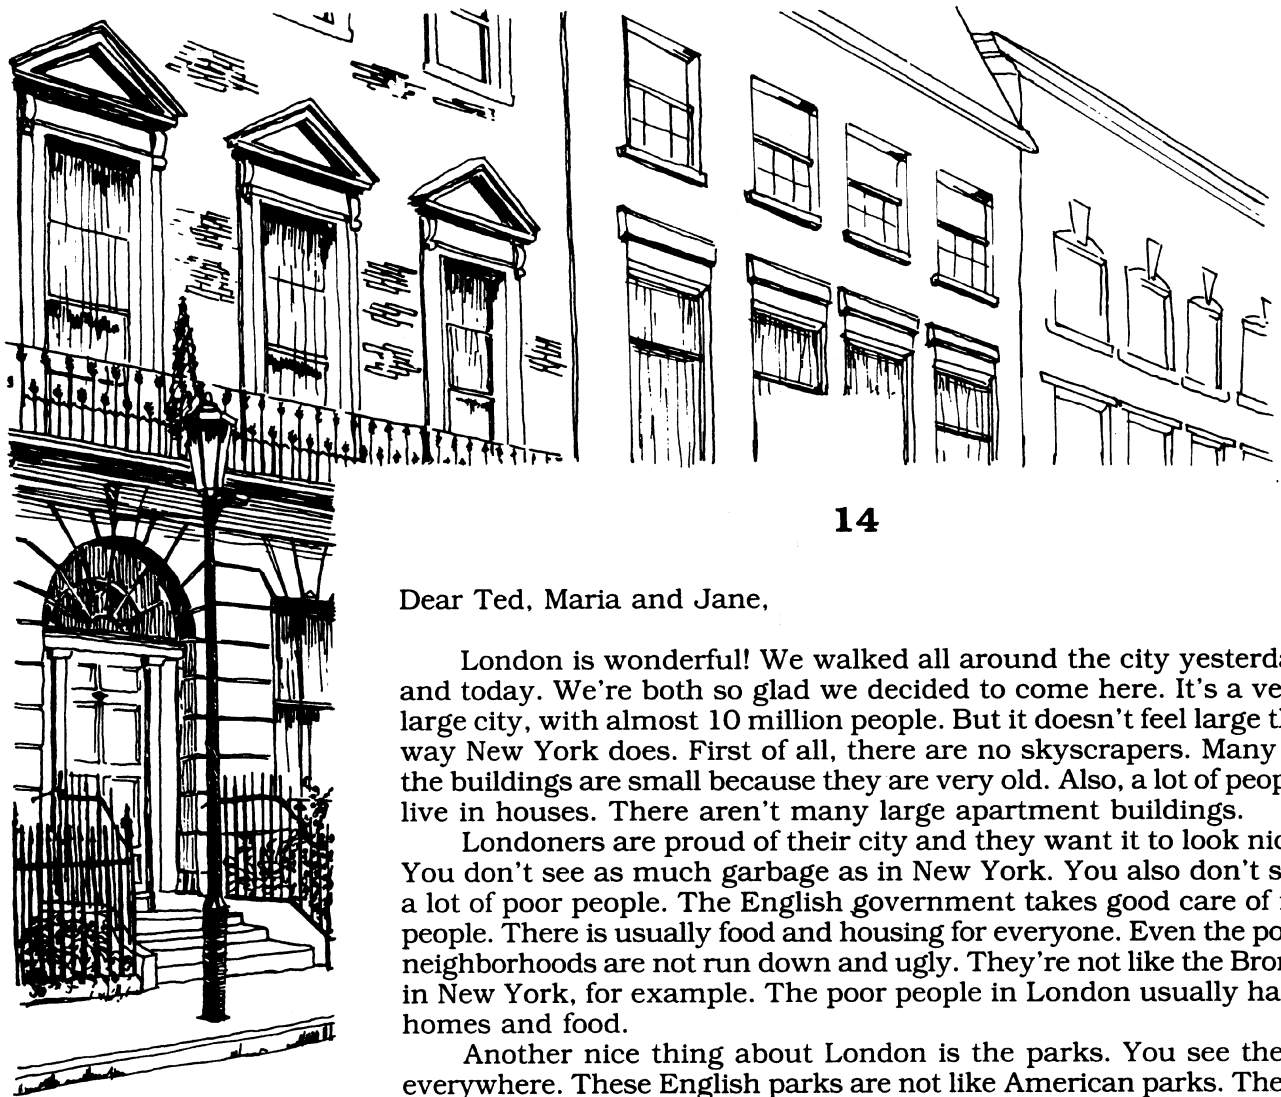 14
Dear Ted, Maria and Jane,
London is wonderful! We walked all around the city yesterda
and today. We're both so glad we decided to come here. It's a ve
large city, with almost 10 million people. But it doesn't feel large t
way New York does. First of all, there are no skyscrapers. Many
the buildings are small because they are very old. Also, a lot of peop
live in houses. There aren't many large apartment buildings.
Londoners are proud of their city and they want it to look nic
You don't see as much garbage as in New York. You also don't s
a lot of poor people. The English government takes good care of
people. There is usually food and housing for everyone. Even the po
neighborhoods are not run down and ugly. They're not like the Bron
in New York, for example. The poor people in London usually ha
homes and food.
Another nice thing about London is the parks. You see the
everywhere. These English parks are not like American parks. The